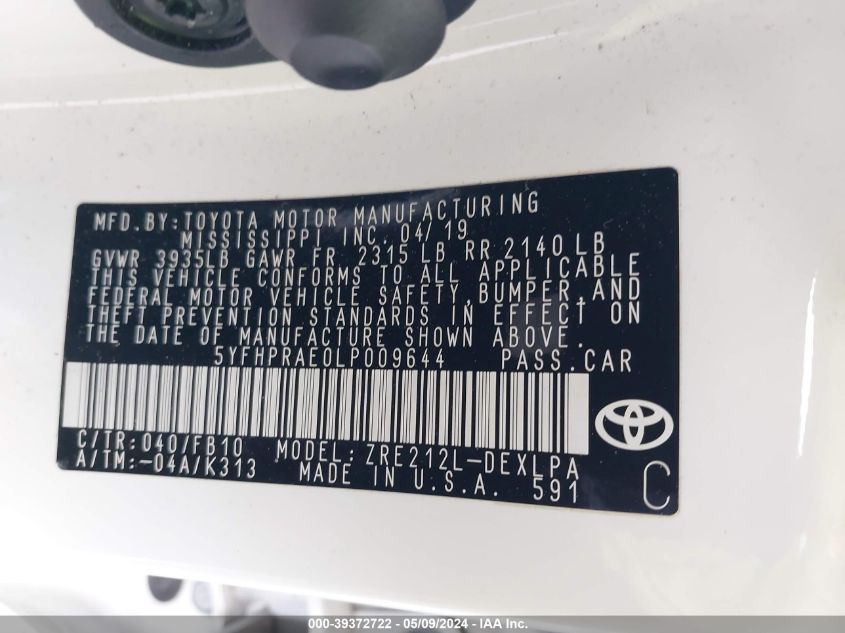 MFD.BY:TOYOTA MOTOR MANUFACTURING
MISSISSIPPI INC. 04/19
GVWR 3935LB GAWR FR 2315 LB RR 2140 LB
THIS VEHICLE CONFORMS TO ALL APPLICABLE
FEDERAL MOTOR VEHICLE SAFETY,BUMPER,AND
THEFT PREVENTION STANDARDS IN EFFECT ON
THE DATE OF MANUFACTURE SHOWN ABOVE.
5YFHPRAE0LP009644 PASS.CAR
C/TR:040/FB10 MODEL:ZRE212L-DEXLPA
A/TM:-04A/K313 MADE IN U.S.A. 591
C
000-39372722 - 05/09/2024 - IAA Inc.